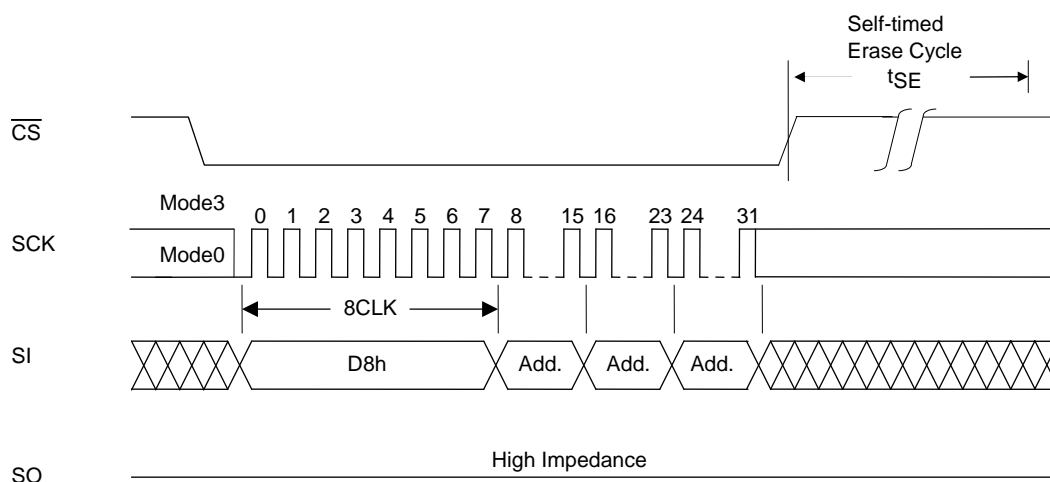 Self-timed
Erase Cycle
tSE
CS
Mode3
0 1 2 3 4 5 6 7 8 15 16 23 24 31
SCK
Mode0
8CLK
SI
D8h Add. Add. Add.
High Impedance
SO